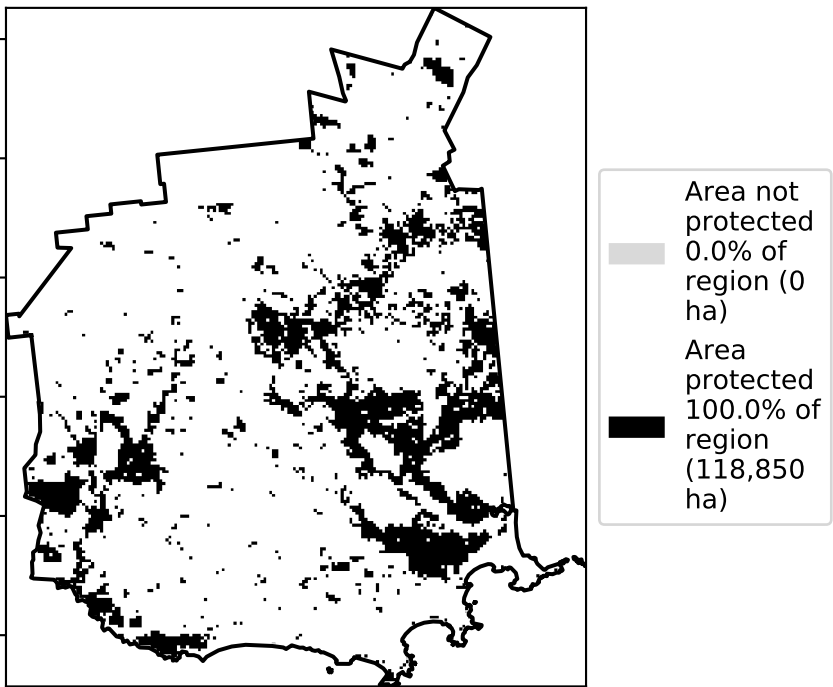 Area not
protected
0.0% of
region (0
ha)
Area
protected
100.0% of
region
(118,850
ha)